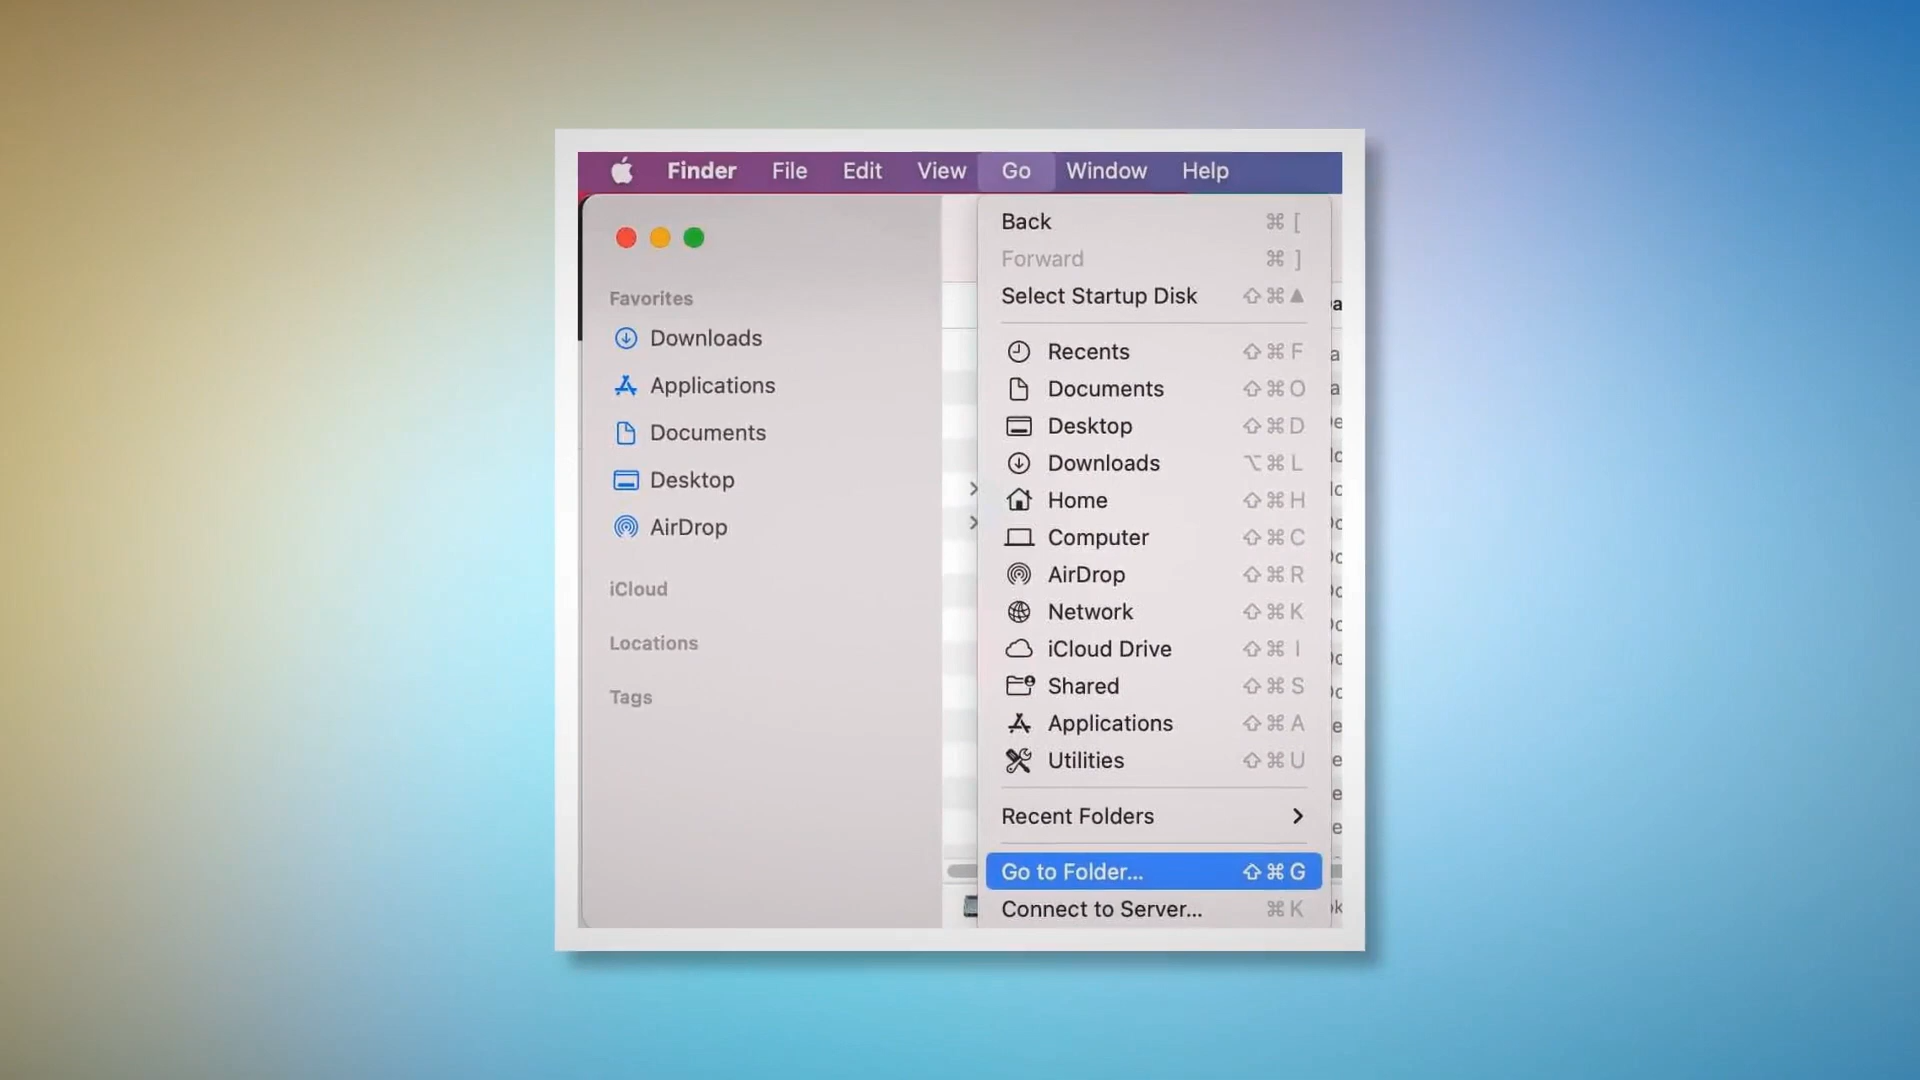 Finder File Edit View Go Window Help
Favorites
Downloads
Applications
Documents
Desktop
AirDrop
iCloud
Locations
Tags
Back ⌘ [
Forward ⌘ ]
Select Startup Disk ⇧⌘▲
Recents ⇧⌘F
Documents ⇧⌘O
Desktop ⇧⌘D
Downloads ⌥⌘L
Home ⇧⌘H
Computer ⇧⌘C
AirDrop ⇧⌘R
Network ⇧⌘K
iCloud Drive ⇧⌘I
Shared ⇧⌘S
Applications ⇧⌘A
Utilities ⇧⌘U
Recent Folders
Go to Folder... ⇧⌘G
Connect to Server... ⌘K